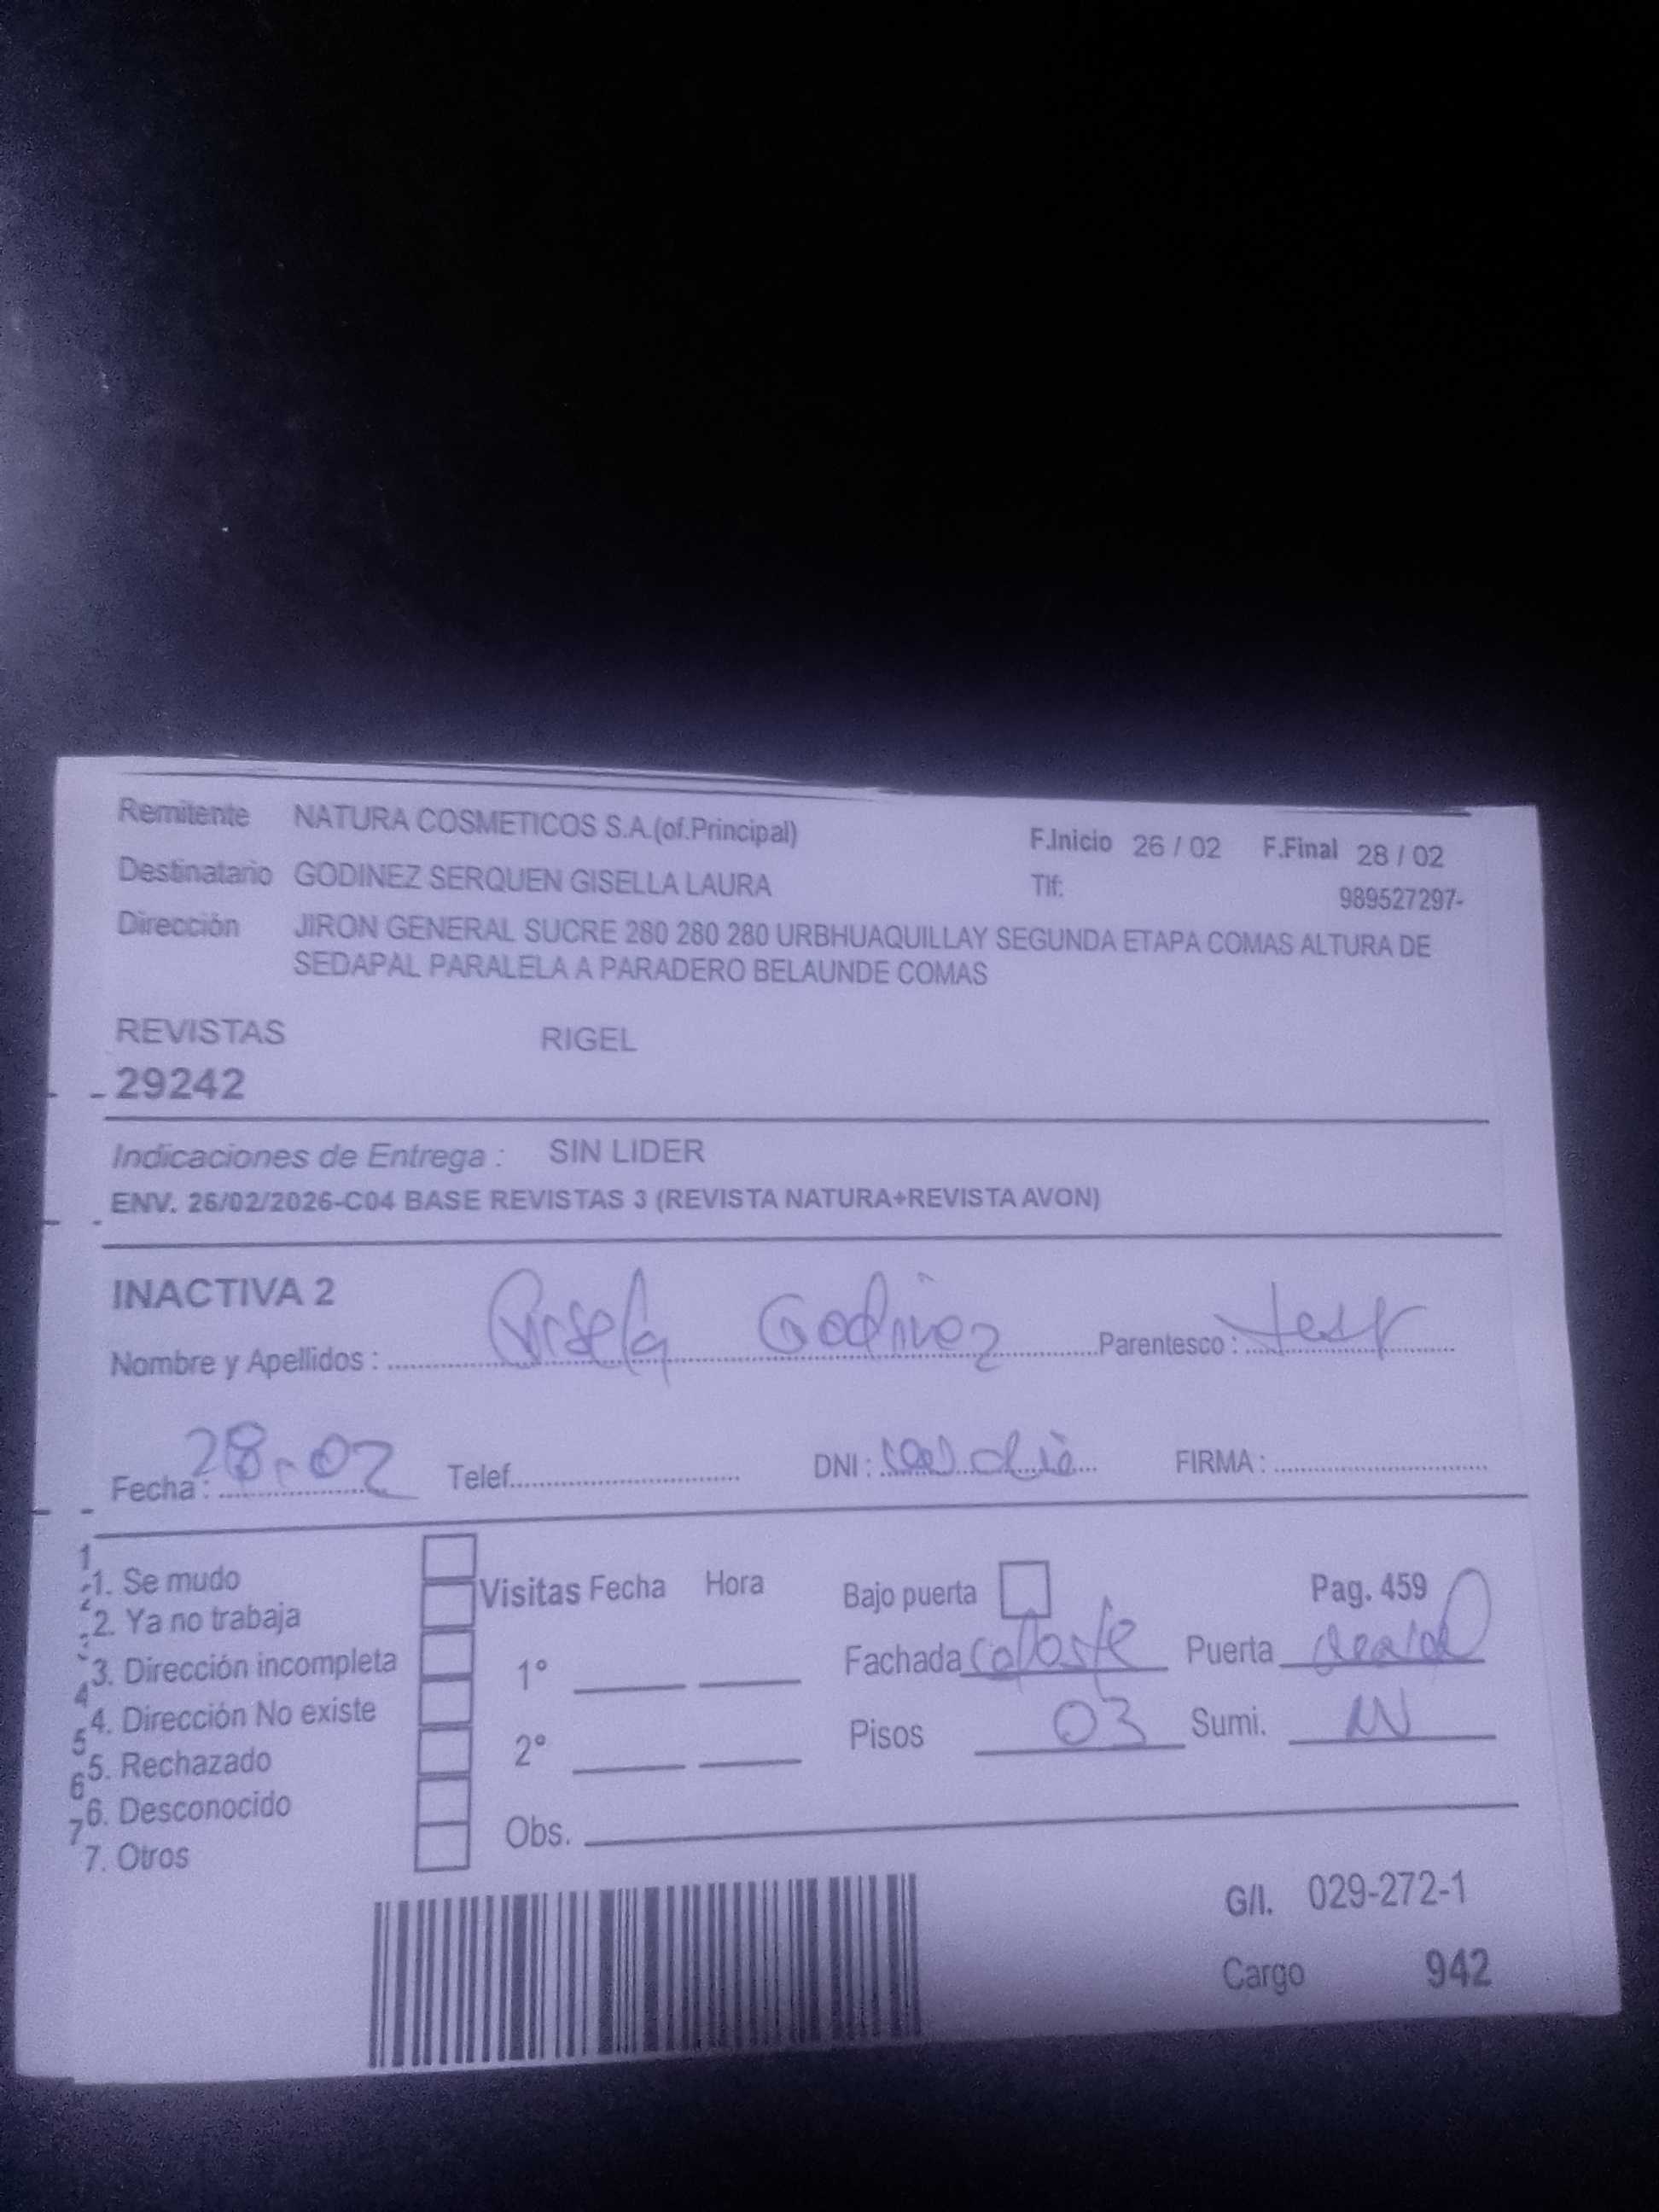 Remitente NATURA COSMETICOS S.A.(of.Principal) F.Inicio 26 / 02 F.Final 28 / 02
Destinatario GODINEZ SERQUEN GISELLA LAURA Tlf: 989527297-
Dirección JIRON GENERAL SUCRE 280 280 280 URBHUAQUILLAY SEGUNDA ETAPA COMAS ALTURA DE
SEDAPAL PARALELA A PARADERO BELAUNDE COMAS
REVISTAS RIGEL
29242
Indicaciones de Entrega : SIN LIDER
ENV. 26/02/2026-C04 BASE REVISTAS 3 (REVISTA NATURA+REVISTA AVON)
INACTIVA 2
Nombre y Apellidos : Gisela Godinez Parentesco :
Fecha : 28-02 Telef. DNI : FIRMA :
1. Se mudo Visitas Fecha Hora Bajo puerta Pag. 459
2. Ya no trabaja
3. Dirección incompleta 1° Fachada Celeste Puerta
4. Dirección No existe
5. Rechazado 2° Pisos 03 Sumi.
6. Desconocido
7. Otros Obs.
G/I. 029-272-1
Cargo 942